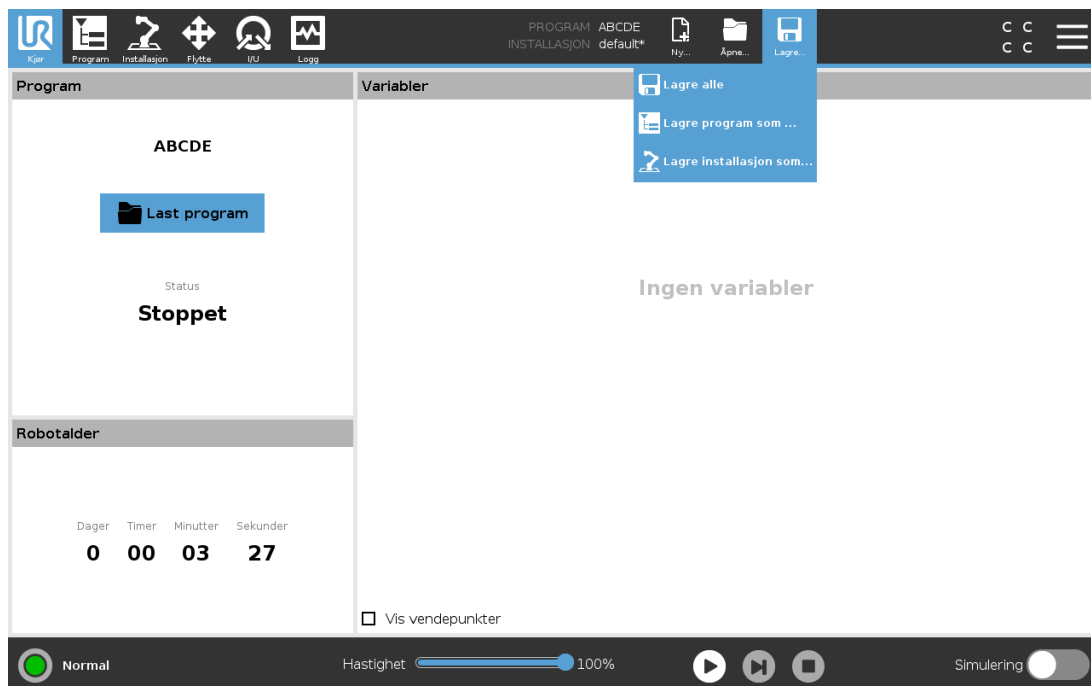 PROGRAM ABCDE
INSTALLASJON default*
Kjør Program Installasjon Flytte I/U Logg Ny... Åpne... Lagre...
C C
C C
Lagre alle
Lagre program som ...
Lagre installasjon som...
Program
ABCDE
Last program
Status
Stoppet
Variabler
Ingen variabler
Robotalder
Dager Timer Minutter Sekunder
0 00 03 27
Vis vendepunkter
Normal Hastighet 100% Simulering